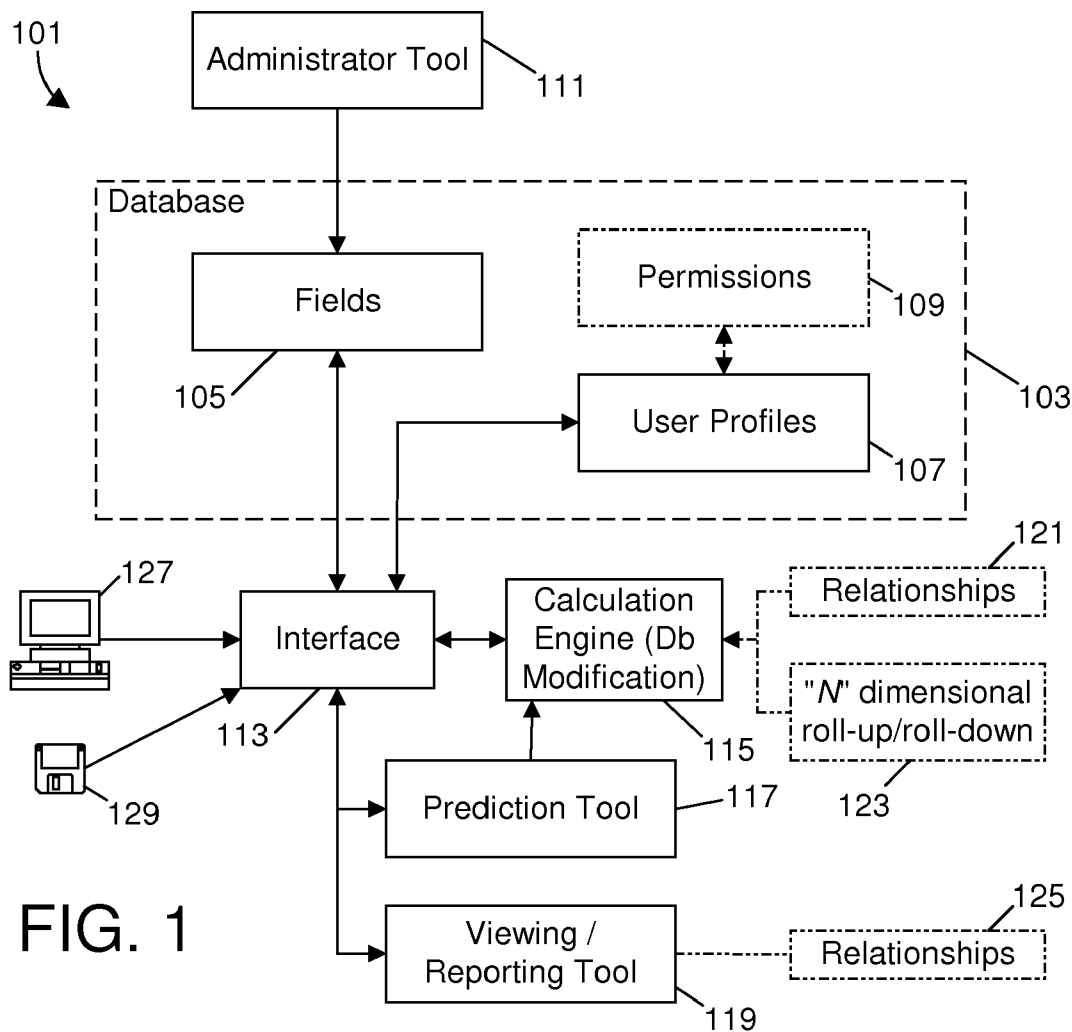 101
Administrator Tool
111
Database
Fields
Permissions
109
105
103
User Profiles
107
127
121
Relationships
Interface
Calculation
Engine (Db
Modification)
"N" dimensional
roll-up/roll-down
113
115
123
129
Prediction Tool
117
FIG. 1
Viewing /
Reporting Tool
119
125
Relationships